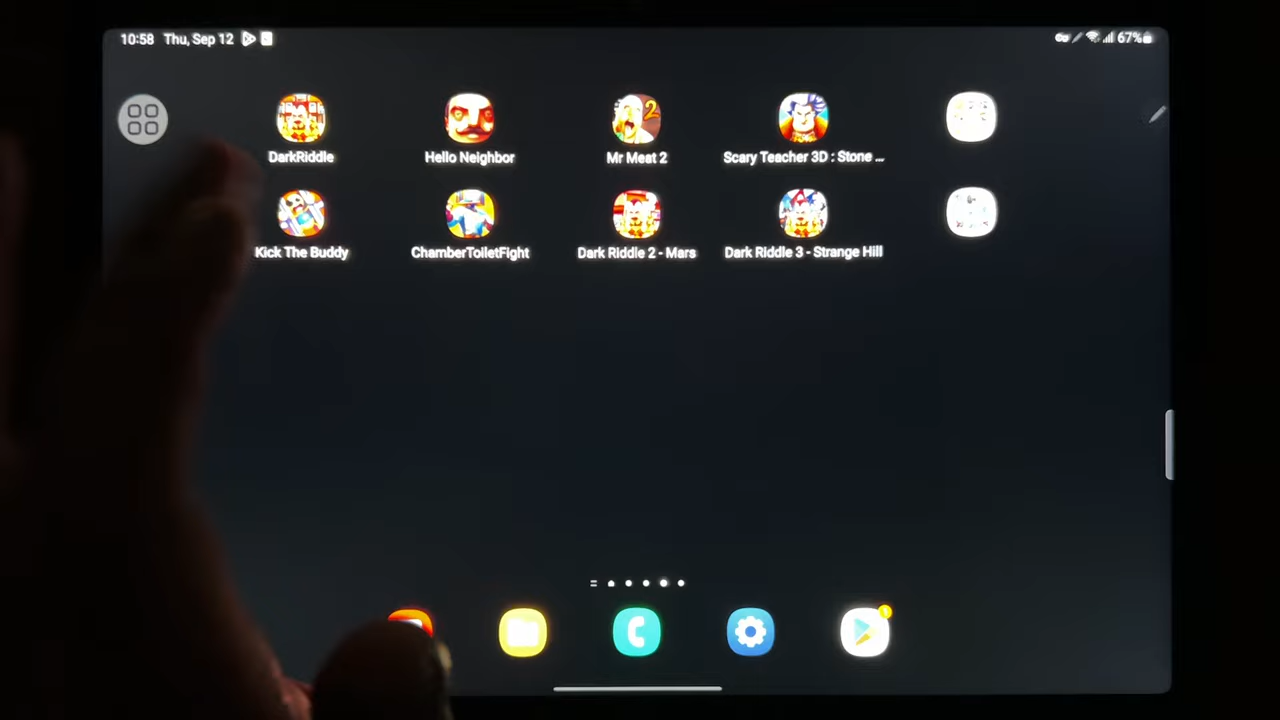 10:58 Thu, Sep 12
67%
DarkRiddle
Hello Neighbor
Mr Meat 2
Scary Teacher 3D : Stone ...
2
Kick The Buddy
ChamberToiletFight
Dark Riddle 2 - Mars
Dark Riddle 3 - Strange Hill